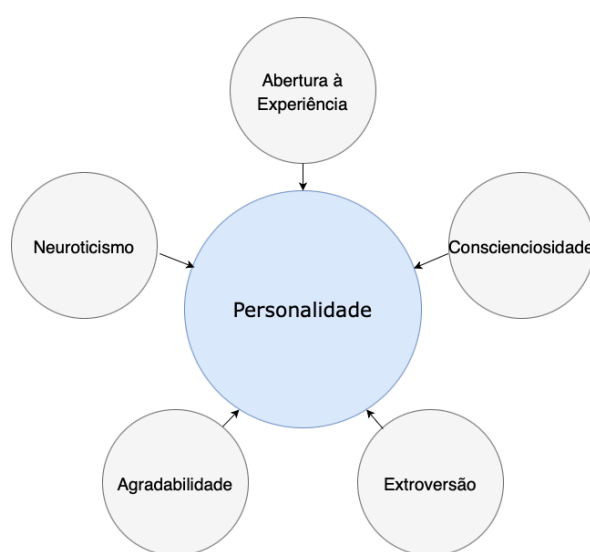 Abertura à
Experiência
Neuroticismo
Conscienciosidade
Personalidade
Agradabilidade
Extroversão